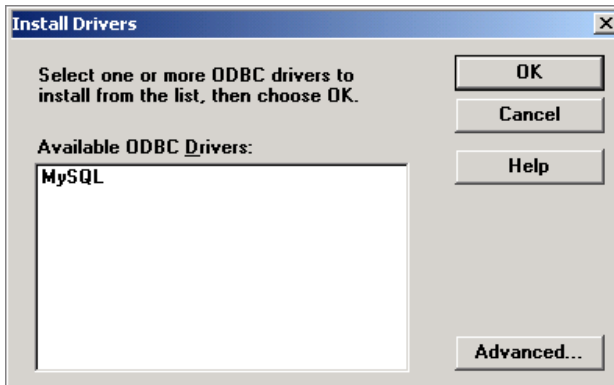 Install Drivers
Select one or more ODBC drivers to
install from the list, then choose OK.
Available ODBC Drivers:
MySQL
OK
Cancel
Help
Advanced...